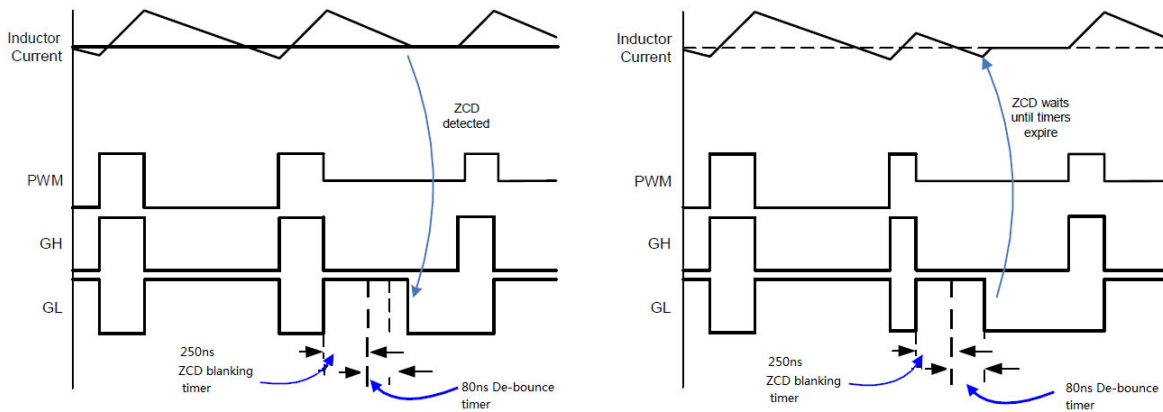 Inductor
Current
ZCD
detected
PWM
GH
GL
250ns
ZCD blanking
timer
80ns De-bounce
timer
Inductor
Current
ZCD waits
until timers
expire
PWM
GH
GL
250ns
ZCD blanking
timer
80ns De-bounce
timer